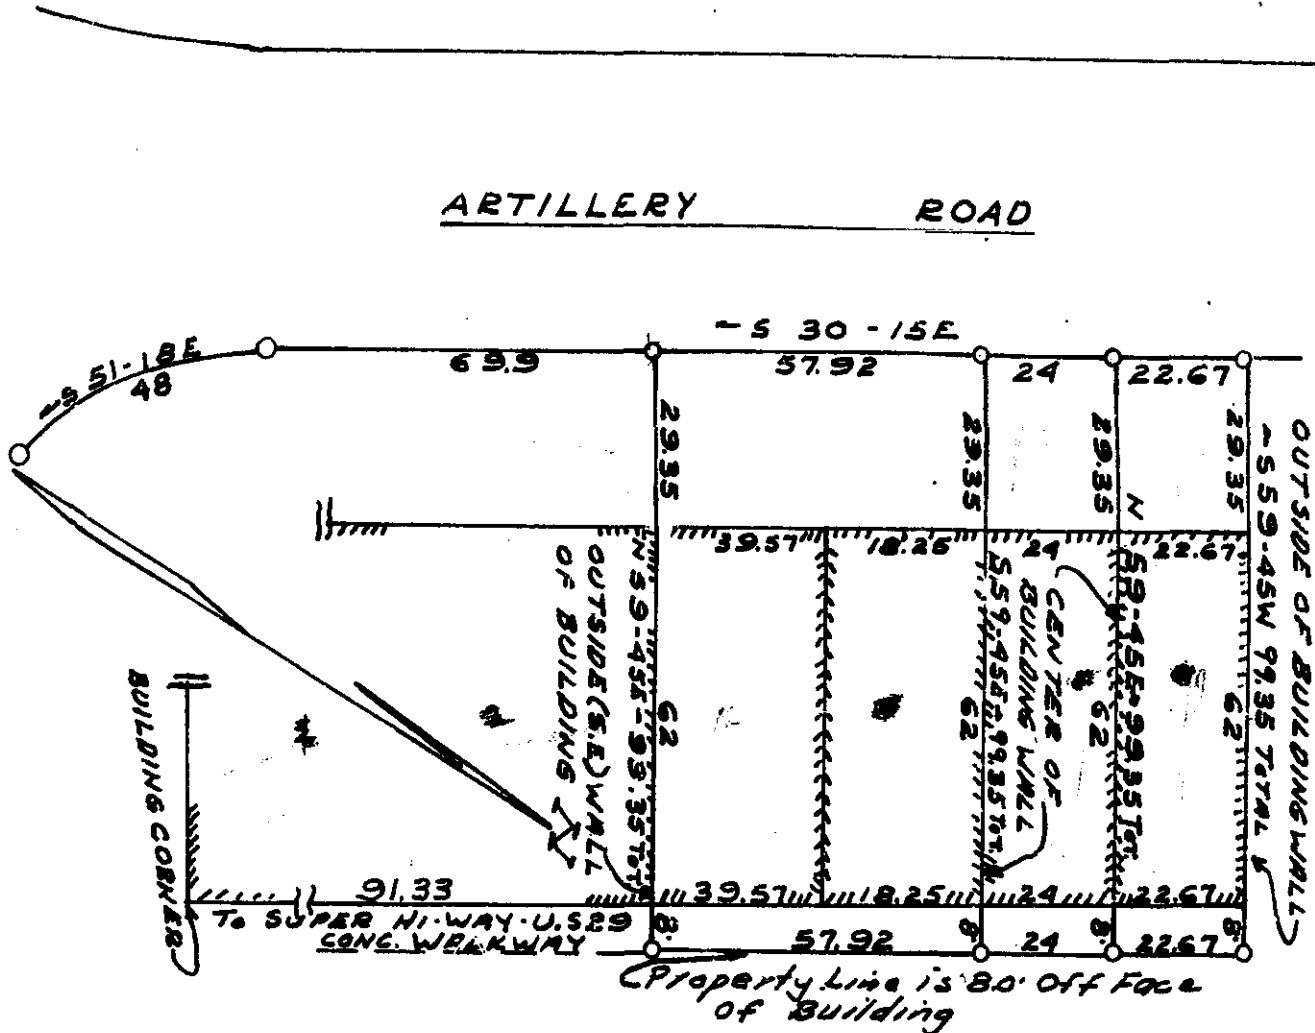 ARTILLERY ROAD
~S 30 - 15E
~S 51-18E
48
69.9
57.92
24
22.67
29.35
29.35
29.35
29.35
OUTSIDE OF BUILDING WALL
~S 59-45W 99.35 TOTAL
N
39.57
18.25
24
22.67
N 59-45E-99.35 TOT.
OUTSIDE (S.E) WALL
OF BUILDING
S 59-45E-99.35 TOT.
CENTER OF
BUILDING WALL
59-45E-99.35 TOT.
62
62
62
62
N
BUILDING CORNER
91.33
39.57
18.25
24
22.67
TO SUPER HI-WAY-U.S 29
CONC. WALKWAY
8'
8'
8'
8'
57.92
24
22.67
Property Line is 8.0' Off Face
of Building